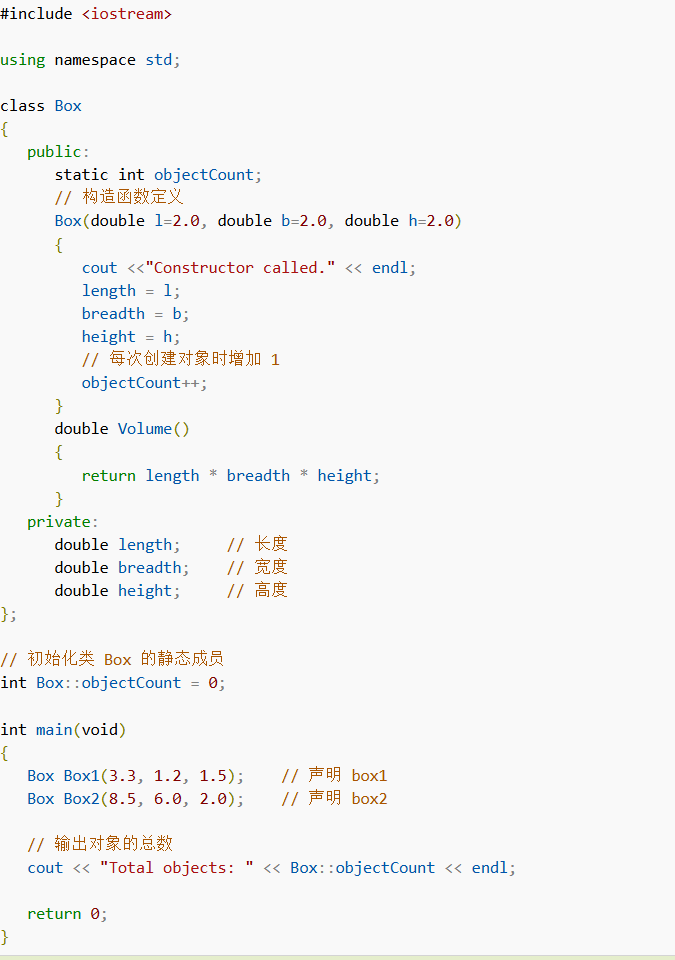 #include <iostream>
using namespace std;
class Box
{
public:
static int objectCount;
// 构造函数定义
Box(double l=2.0, double b=2.0, double h=2.0)
{
cout <<"Constructor called." << endl;
length = l;
breadth = b;
height = h;
// 每次创建对象时增加 1
objectCount++;
}
double Volume()
{
return length * breadth * height;
}
private:
double length;     // 长度
double breadth;    // 宽度
double height;     // 高度
};
// 初始化类 Box 的静态成员
int Box::objectCount = 0;
int main(void)
{
Box Box1(3.3, 1.2, 1.5);    // 声明 box1
Box Box2(8.5, 6.0, 2.0);    // 声明 box2
// 输出对象的总数
cout << "Total objects: " << Box::objectCount << endl;
return 0;
}